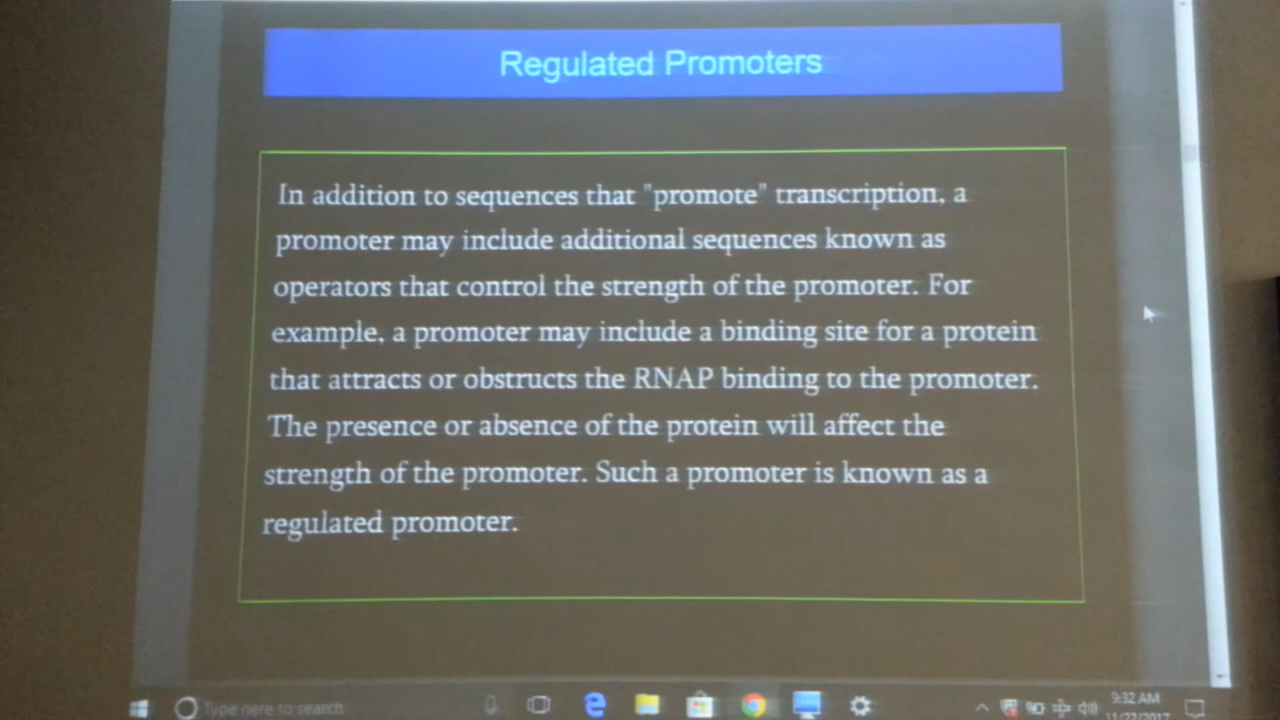 Regulated Promoters
In addition to sequences that "promote" transcription, a
promoter may include additional sequences known as
operators that control the strength of the promoter. For
example, a promoter may include a binding site for a protein
that attracts or obstructs the RNAP binding to the promoter.
The presence or absence of the protein will affect the
strength of the promoter. Such a promoter is known as a
regulated promoter.
Type here to search
9:32 AM
11/22/2017